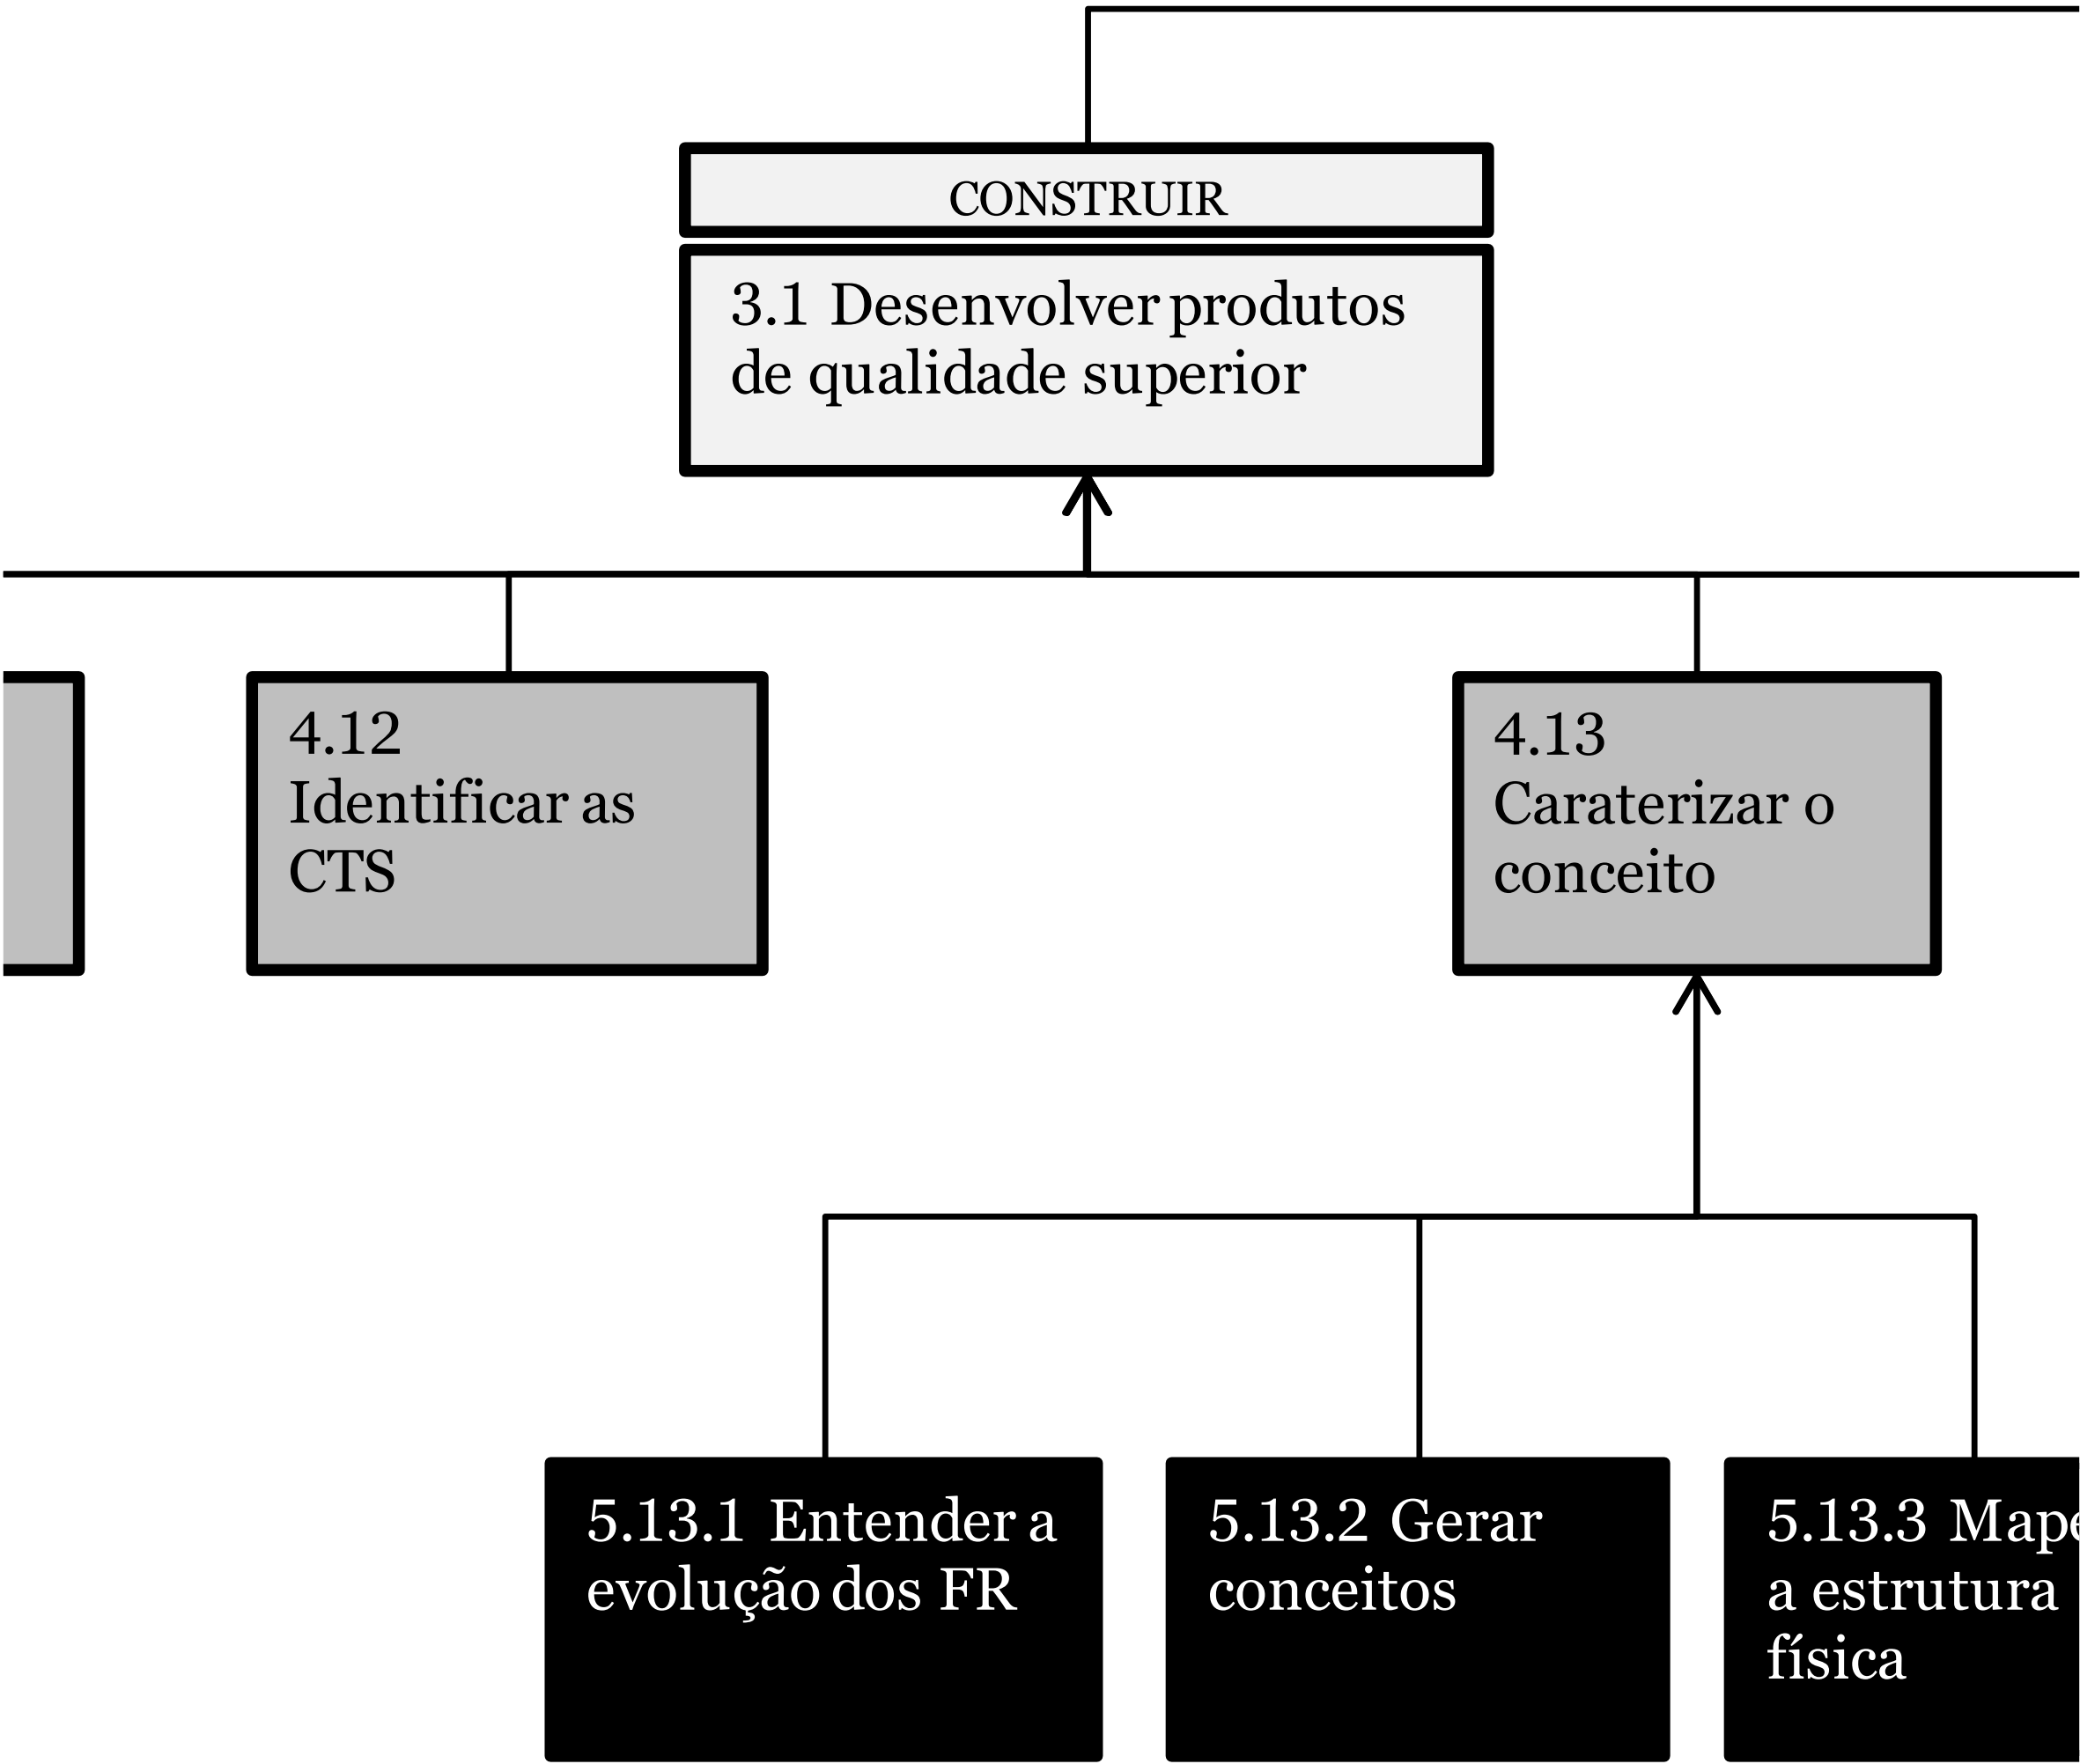 CONSTRUIR
3.1 Desenvolver produtos
de qualidade superior
4.12
Identificar as
CTS
4.13
Caraterizar o
conceito
5.13.1 Entender a
evolução dos FR
5.13.2 Gerar
conceitos
5.13.3
a estrutura
física